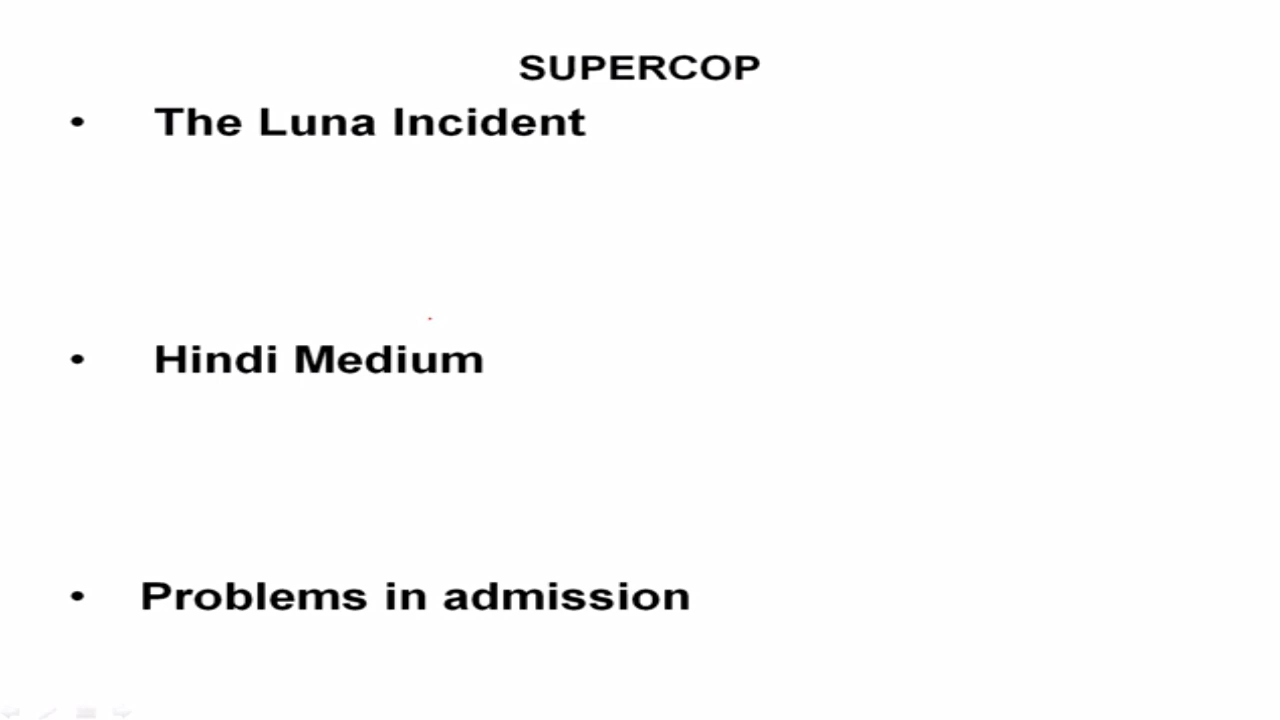 SUPERCOP
• The Luna Incident
• Hindi Medium
• Problems in admission